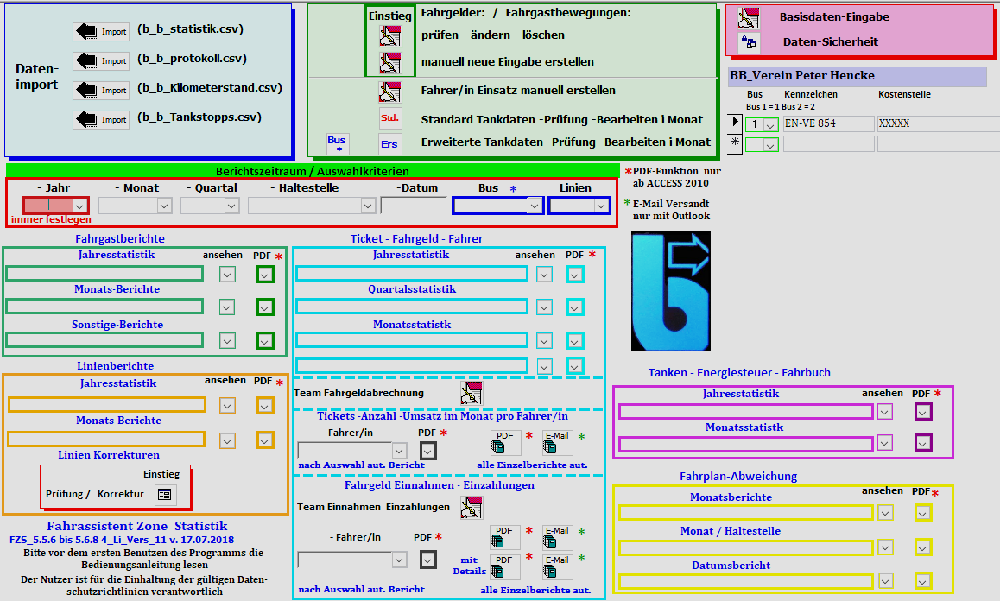 Daten-
import
Import
(b_b_statistik.csv)
Import
(b_b_protokoll.csv)
Import
(b_b_Kilometerstand.csv)
Import
(b_b_Tankstopps.csv)
Einstieg
Fahrgelder: / Fahrgastbewegungen:
prüfen -ändern -löschen
manuell neue Eingabe erstellen
Fahrer/in Einsatz manuell erstellen
Std.
Standard Tankdaten -Prüfung -Bearbeiten i Monat
Bus
*
Ers
Erweiterte Tankdaten -Prüfung -Bearbeiten i Monat
Basisdaten-Eingabe
Daten-Sicherheit
BB_Verein Peter Hencke
Bus Kennzeichen Kostenstelle
Bus 1 = 1 Bus 2 = 2
1 EN-VE 854 XXXXX
*
Berichtszeitraum / Auswahlkriterien
- Jahr - Monat - Quartal - Haltestelle -Datum Bus * Linien
immer festlegen
*PDF-Funktion nur
ab ACCESS 2010
* E-Mail Versandt
nur mit Outlook
b
Fahrgastberichte
Jahresstatistik ansehen PDF *
Monats-Berichte
Sonstige-Berichte
Linienberichte
Jahresstatistik ansehen PDF *
Monats-Berichte
Linien Korrekturen
Einstieg
Prüfung / Korrektur
Fahrassistent Zone Statistik
FZS_5.5.6 bis 5.6.8 4_Li_Vers_11 v. 17.07.2018
Bitte vor dem ersten Benutzen des Programms die
Bedienungsanleitung lesen
Der Nutzer ist für die Einhaltung der gültigen Daten-
schutzrichtlinien verantwortlich
Ticket - Fahrgeld - Fahrer
Jahresstatistik ansehen PDF *
Quartalsstatistik
Monatsstatistk
Team Fahrgeldabrechnung
Tickets -Anzahl -Umsatz im Monat pro Fahrer/in
- Fahrer/in PDF *
PDF * E-Mail *
nach Auswahl aut. Bericht alle Einzelberichte aut.
Fahrgeld Einnahmen - Einzahlungen
Team Einnahmen Einzahlungen
- Fahrer/in PDF *
PDF * E-Mail *
mit
Details
PDF * E-Mail *
nach Auswahl aut. Bericht alle Einzelberichte aut.
Tanken - Energiesteuer - Fahrbuch
Jahresstatistik ansehen PDF *
Monatsstatistk
Fahrplan-Abweichung
Monatsberichte ansehen PDF *
Monat / Haltestelle
Datumsbericht